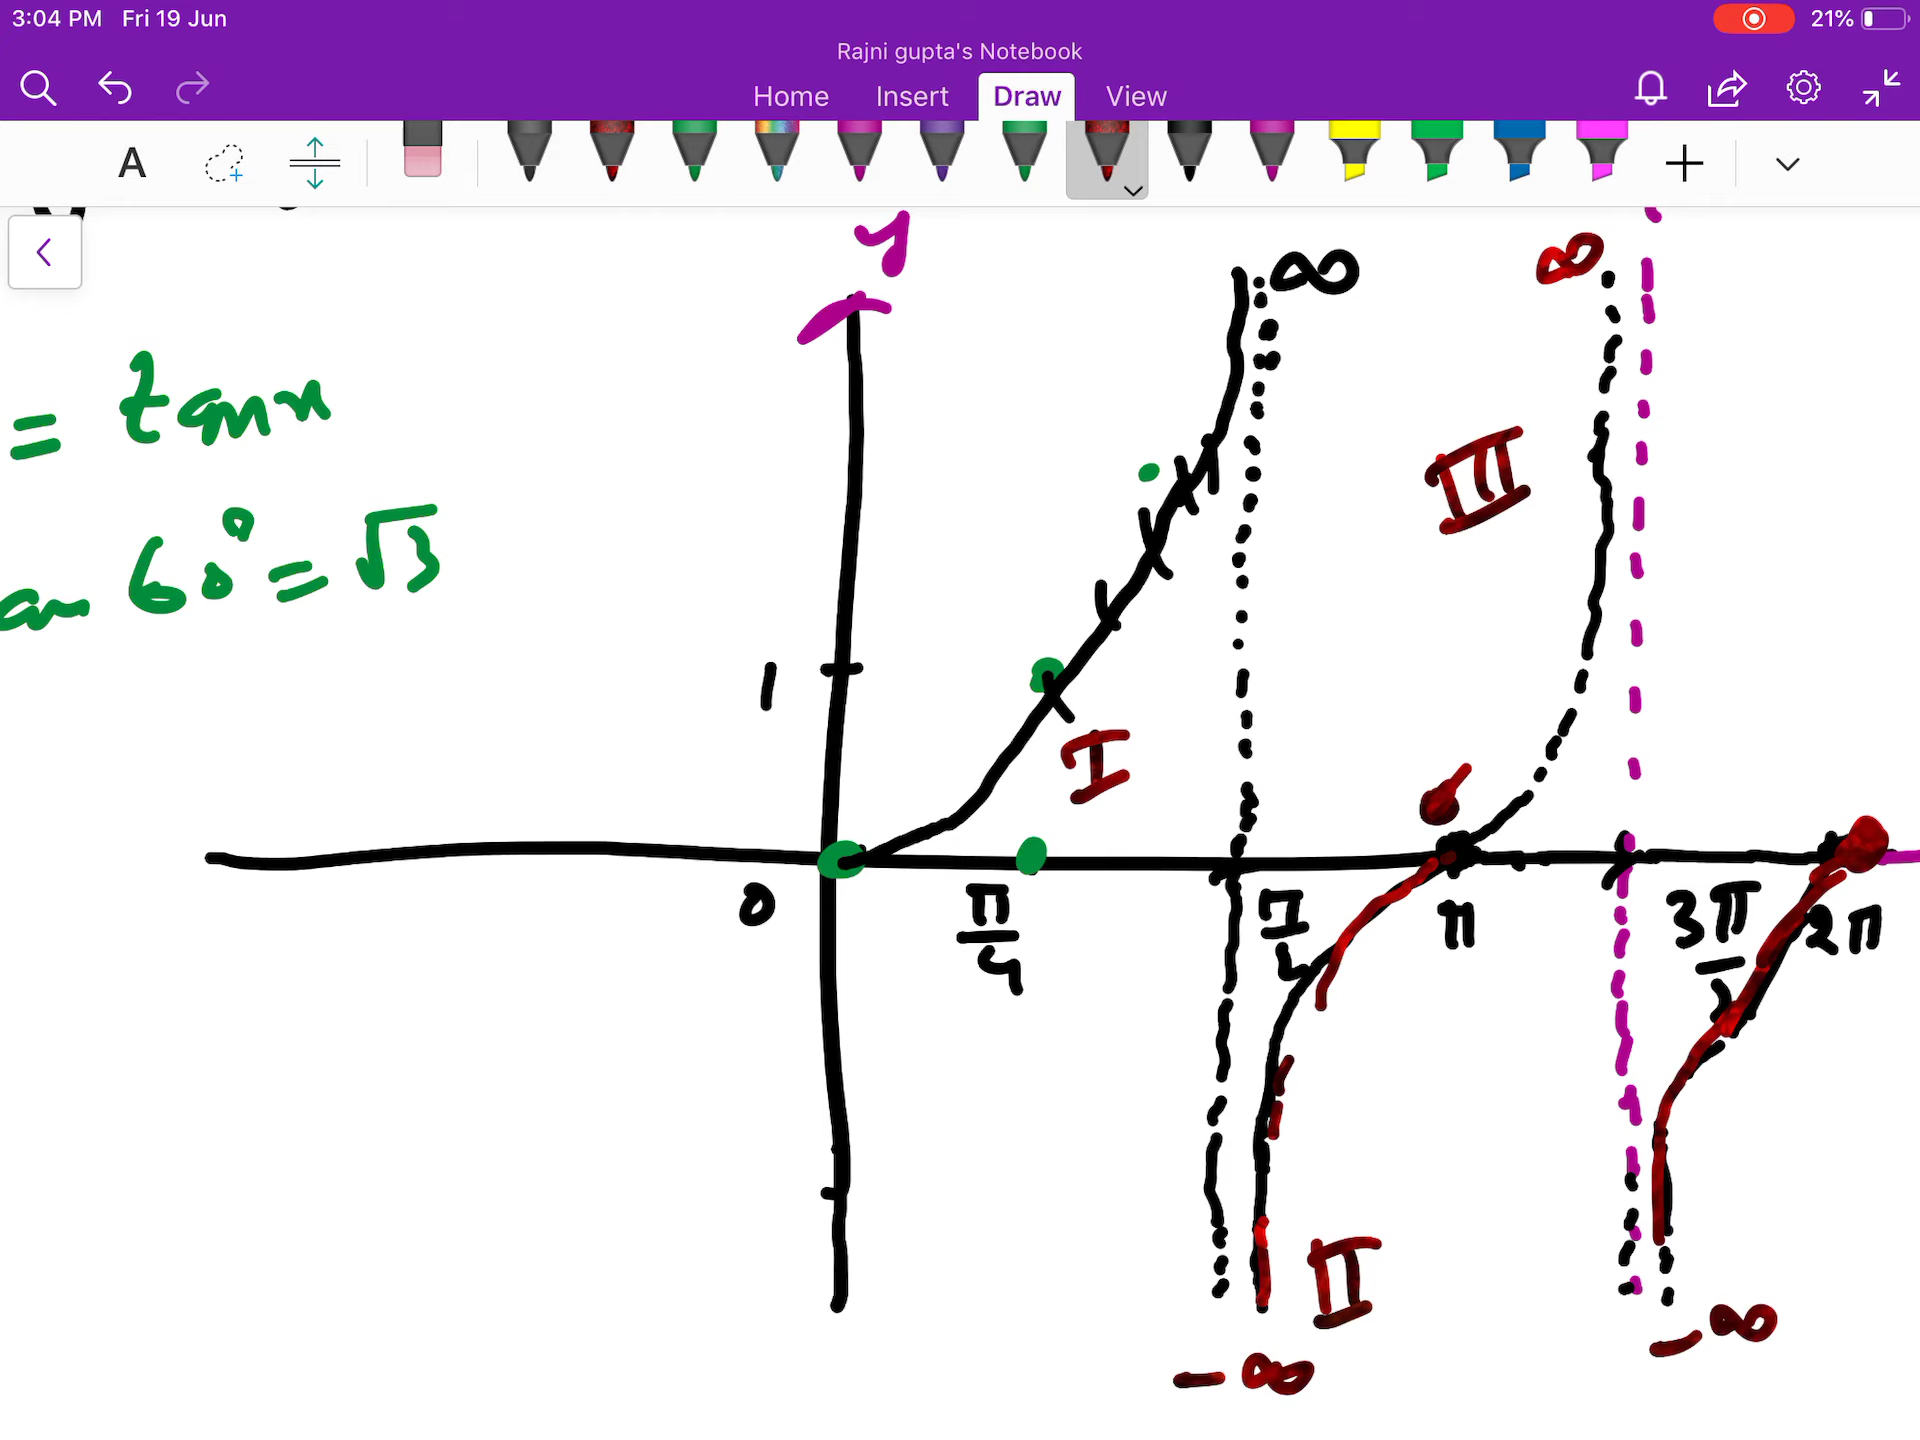 3:04 PM Fri 19 Jun
21%
Rajni gupta's Notebook
Home Insert Draw View
A
y
∞
∞
= tanx
III
an 60° = √3
1
I
0
π/4
π
3π/2
2π
II
-∞
-∞